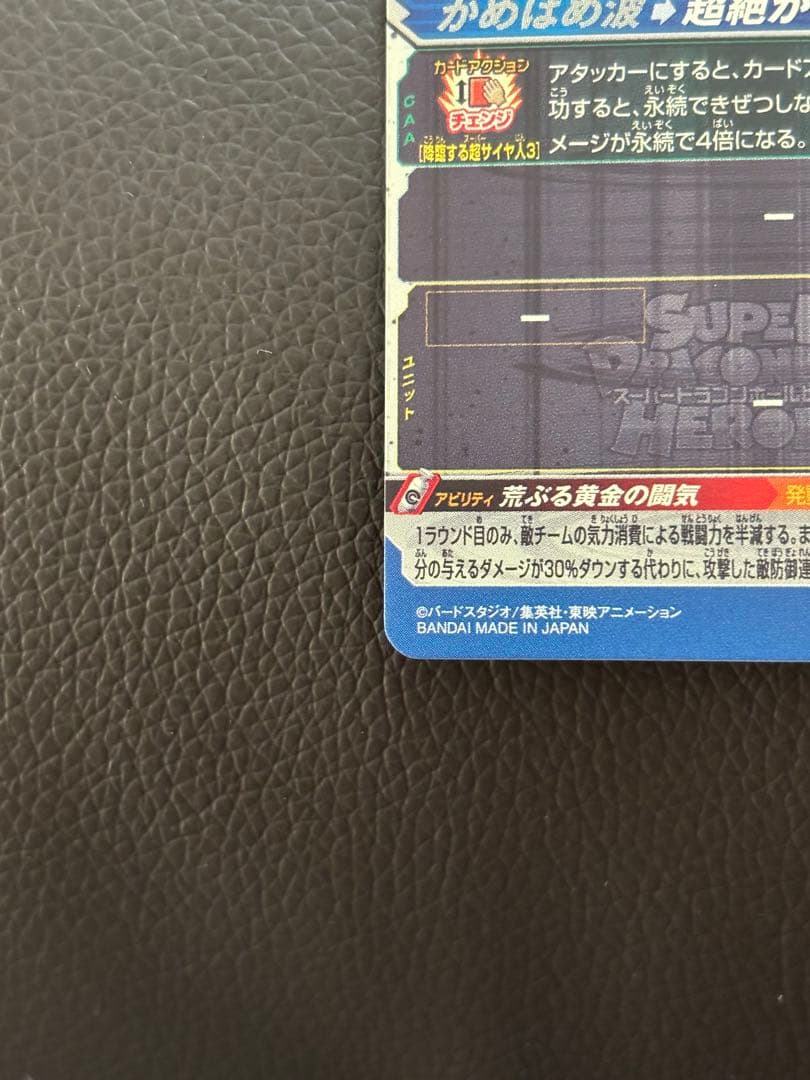 かめはめ波➡超絶か
カードアクション
チェンジ
CAA
[降臨する超サイヤ人3]
アタッカーにすると、カード
功すると、永続できぜつしな
メージが永続で4倍になる。
ー
ー
ユニット
SUPE
DRAGON
スーパードラゴンボール
HERO
ー
アビリティ 荒ぶる黄金の闘気 発
1ラウンド目のみ、敵チームの気力消費による戦闘力を半減する。ま
分の与えるダメージが30%ダウンする代わりに、攻撃した敵防御連
©バードスタジオ/集英社・東映アニメーション
BANDAI MADE IN JAPAN